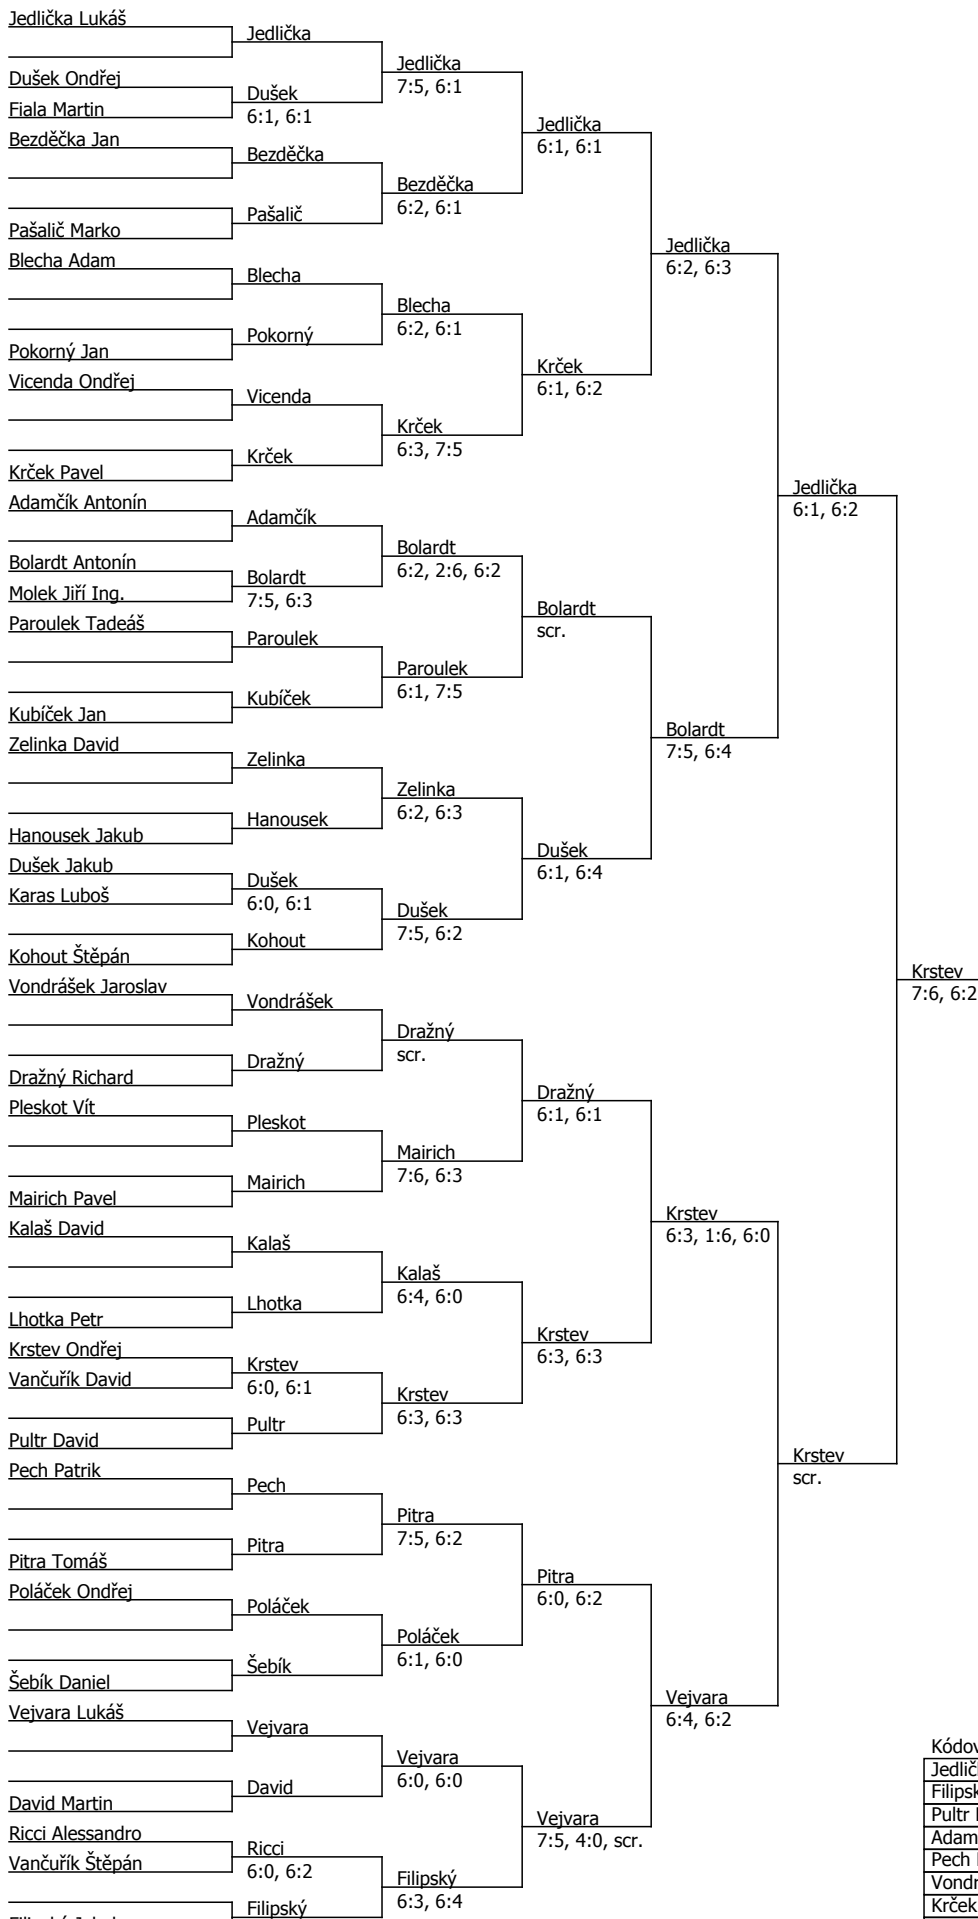 Jedlička Lukáš
Dušek Ondřej
Fiala Martin
Bezděčka Jan
Pašalič Marko
Blecha Adam
Pokorný Jan
Vicenda Ondřej
Krček Pavel
Adamčík Antonín
Bolardt Antonín
Molek Jiří Ing.
Paroulek Tadeáš
Kubíček Jan
Zelinka David
Hanousek Jakub
Dušek Jakub
Karas Luboš
Kohout Štěpán
Vondrášek Jaroslav
Dražný Richard
Pleskot Vít
Mairich Pavel
Kalaš David
Lhotka Petr
Krstev Ondřej
Vančuřík David
Pultr David
Pech Patrik
Pitra Tomáš
Poláček Ondřej
Šebík Daniel
Vejvara Lukáš
David Martin
Ricci Alessandro
Vančuřík Štěpán
Jedlička
Dušek
6:1, 6:1
Bezděčka
Pašalič
Blecha
Pokorný
Vicenda
Krček
Adamčík
Bolardt
7:5, 6:3
Paroulek
Kubíček
Zelinka
Hanousek
Dušek
6:0, 6:1
Kohout
Vondrášek
Dražný
Pleskot
Mairich
Kalaš
Lhotka
Krstev
6:0, 6:1
Pultr
Pech
Pitra
Poláček
Šebík
Vejvara
David
Ricci
6:0, 6:2
Filipský
Jedlička
7:5, 6:1
Bezděčka
6:2, 6:1
Blecha
6:2, 6:1
Krček
6:3, 7:5
Bolardt
6:2, 2:6, 6:2
Paroulek
6:1, 7:5
Zelinka
6:2, 6:3
Dušek
7:5, 6:2
Dražný
scr.
Mairich
7:6, 6:3
Kalaš
6:4, 6:0
Krstev
6:3, 6:3
Pitra
7:5, 6:2
Poláček
6:1, 6:0
Vejvara
6:0, 6:0
Filipský
6:3, 6:4
Jedlička
6:1, 6:1
Krček
6:1, 6:2
Bolardt
scr.
Dušek
6:1, 6:4
Dražný
6:1, 6:1
Krstev
6:3, 6:3
Pitra
6:0, 6:2
Vejvara
7:5, 4:0, scr.
Jedlička
6:2, 6:3
Bolardt
7:5, 6:4
Krstev
6:3, 1:6, 6:0
Vejvara
6:4, 6:2
Jedlička
6:1, 6:2
Krstev
scr.
Krstev
7:6, 6:2
Pultr
Pech
Krček